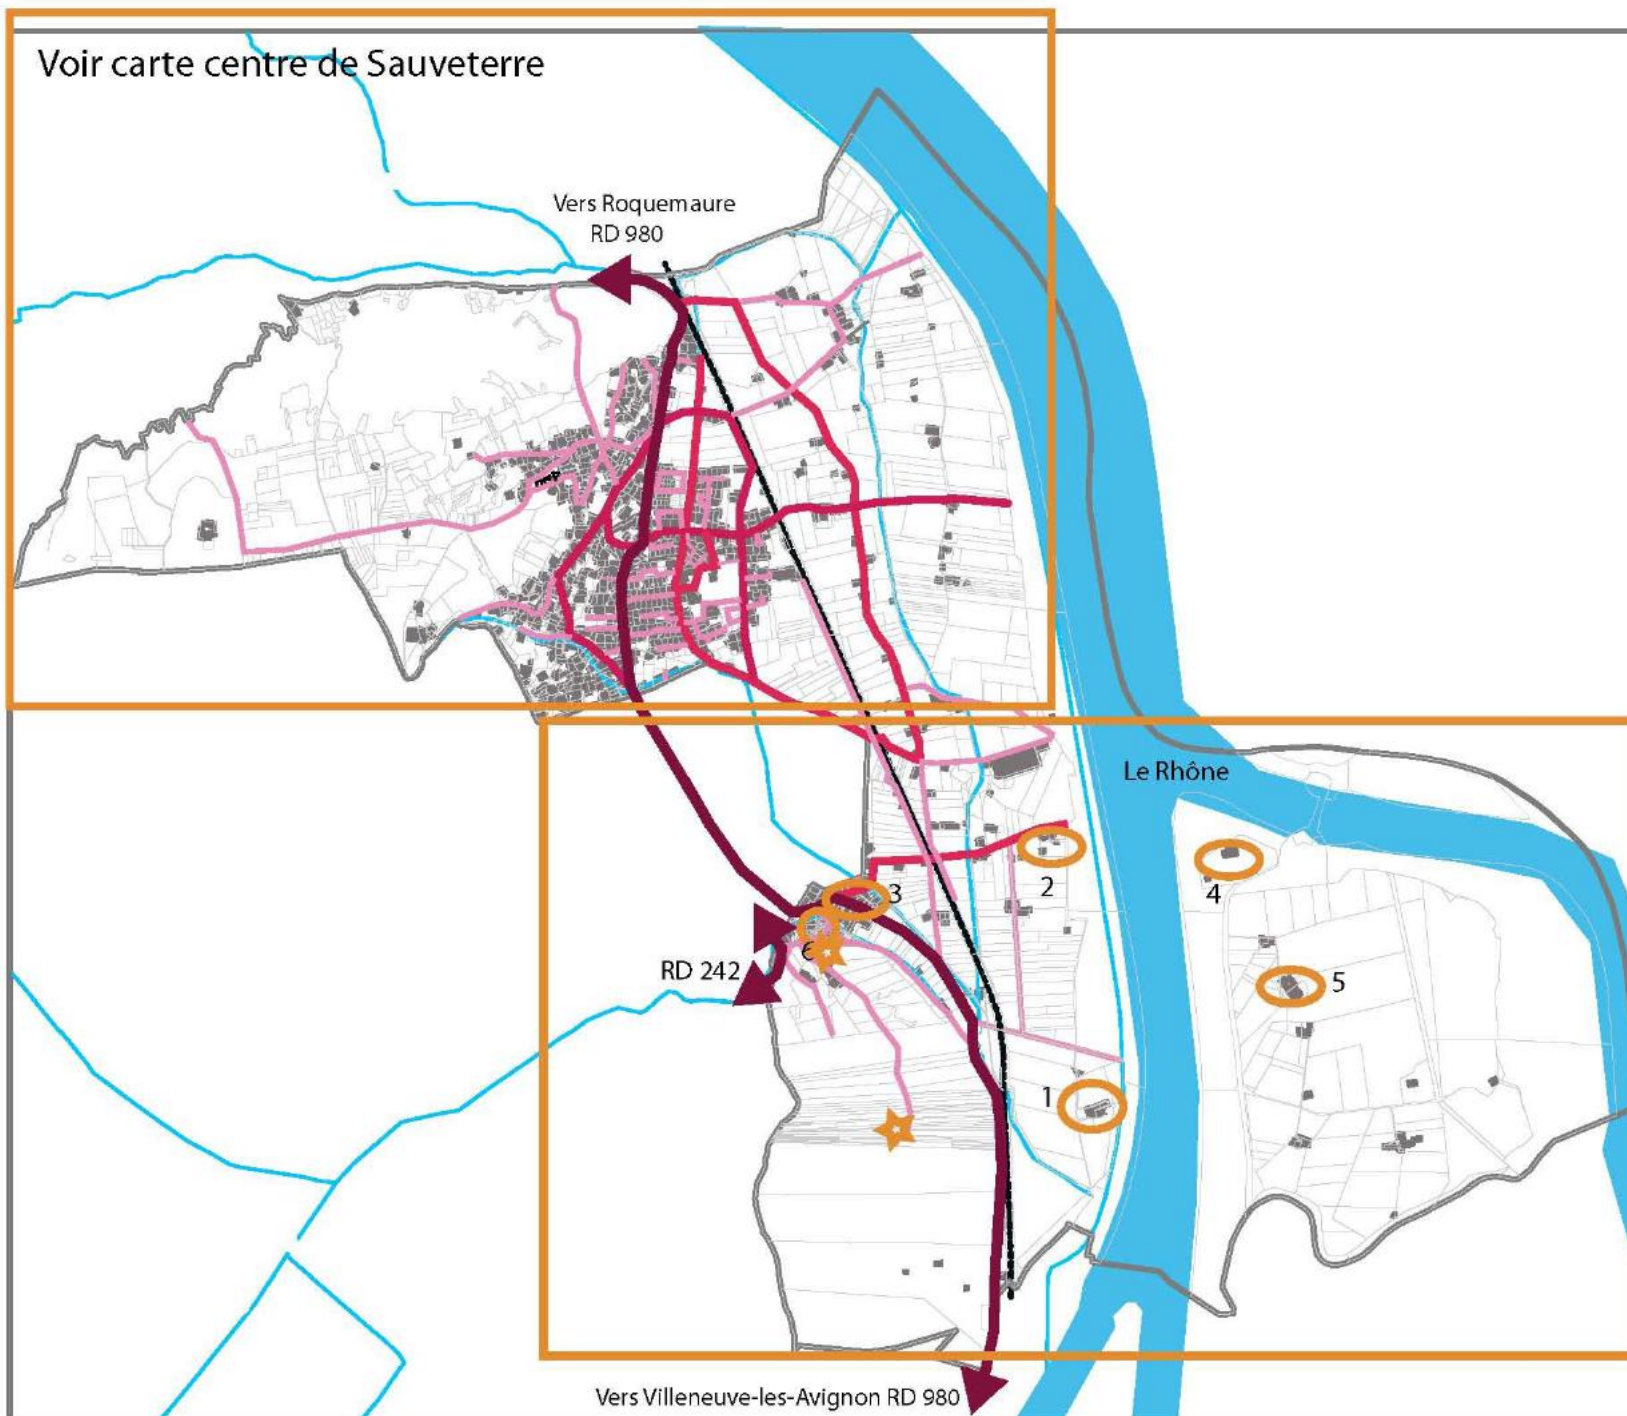 Voir carte centre de Sauveterre
Vers Roquemaure
RD 980
Le Rhône
2
4
3
6
RD 242
5
1
Vers Villeneuve-les-Avignon RD 980